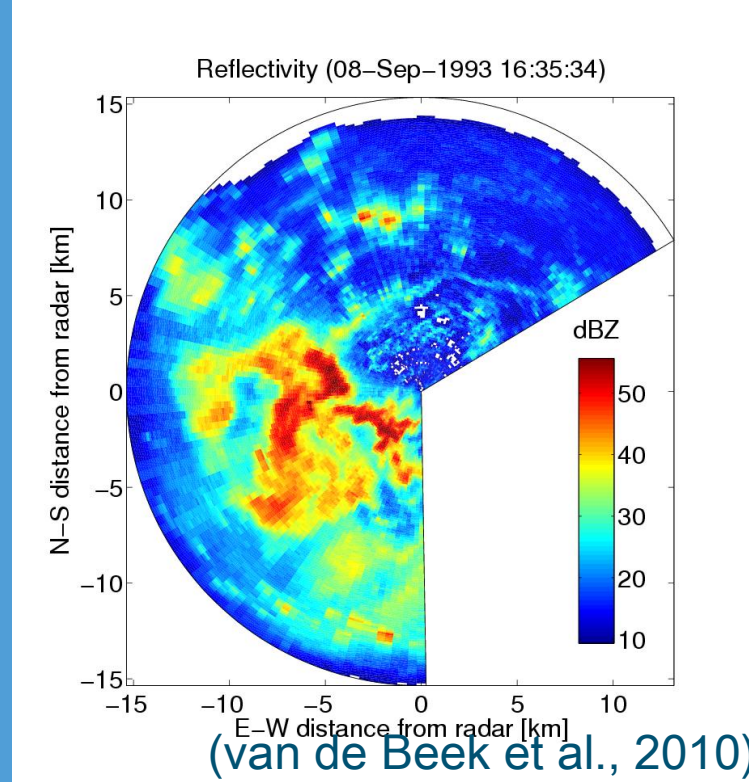 Reflectivity (08−Sep−1993 16:35:34)
15
10
5
0
−5
−10
−15
N−S distance from radar [km]
dBZ
50
40
30
20
10
−15 −10 −5 0 5 10
E−W distance from radar [km]
(van de Beek et al., 2010)